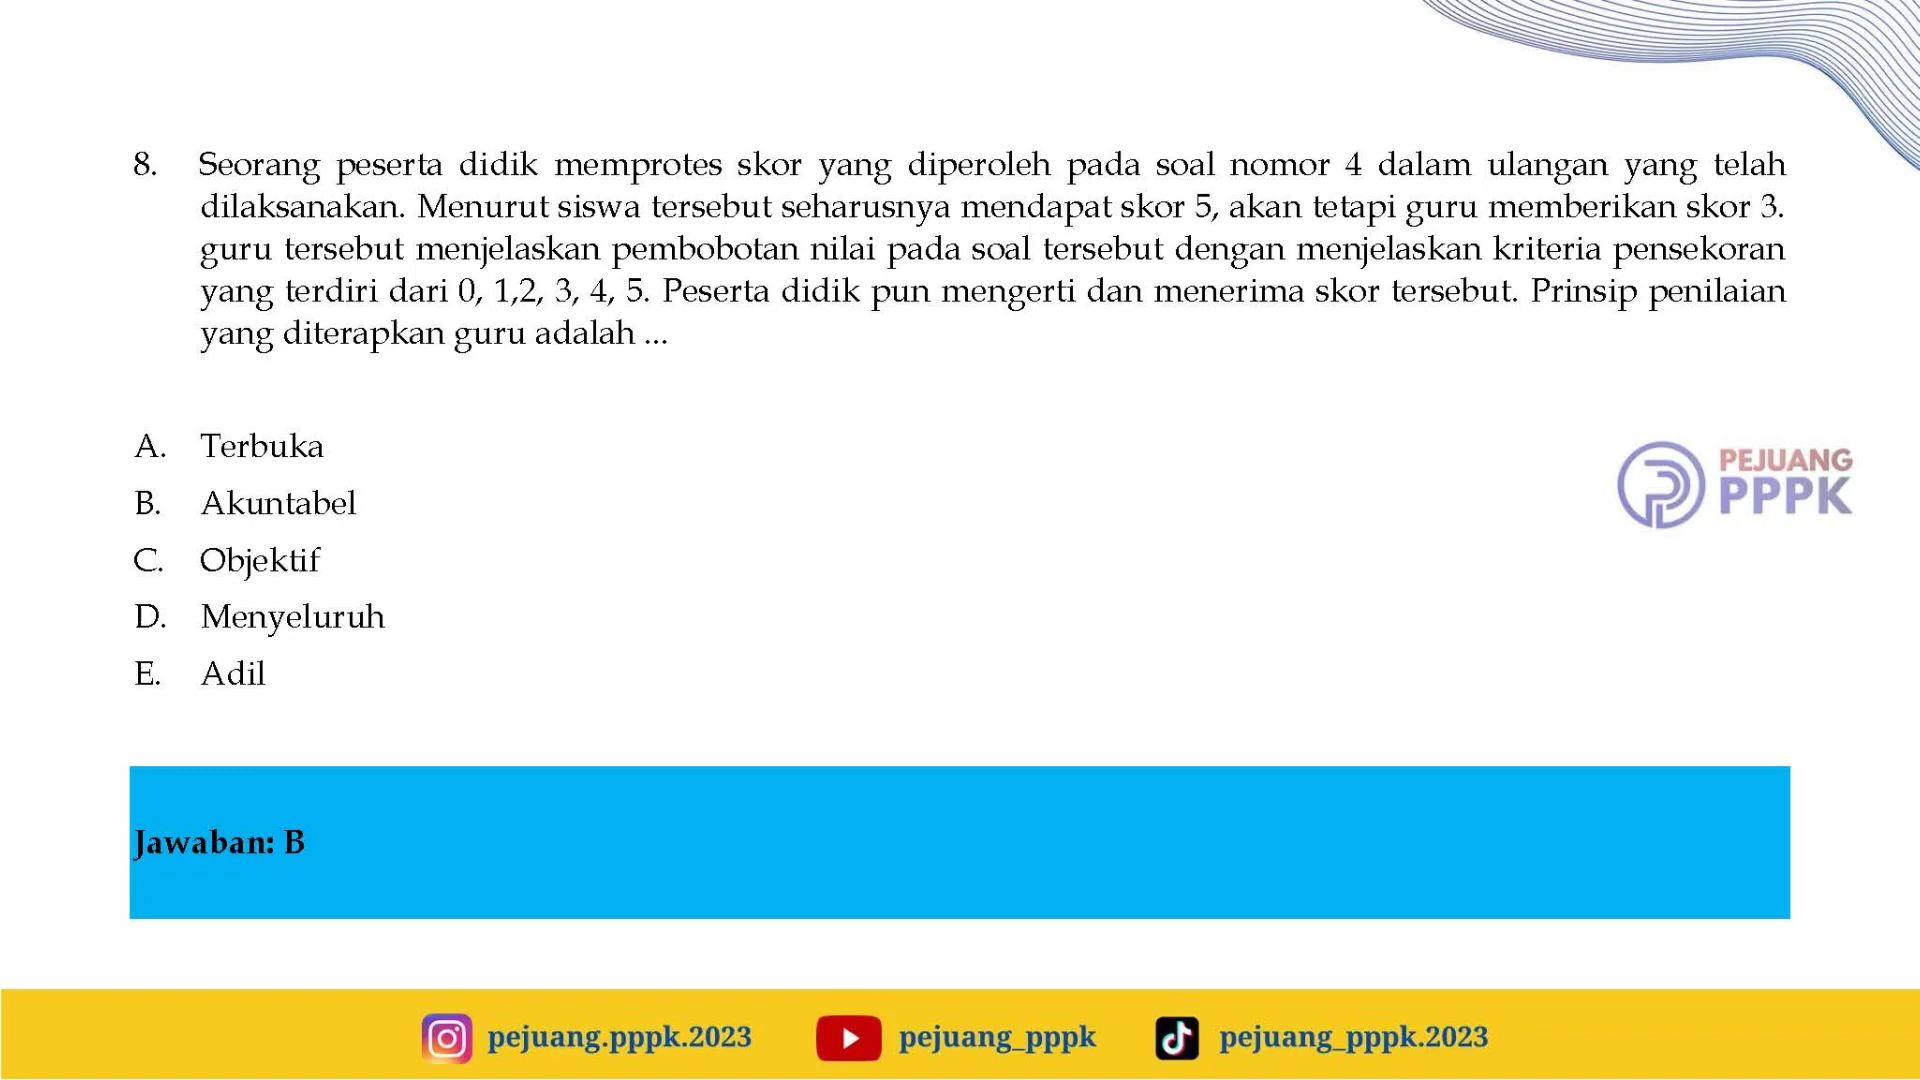 8. Seorang peserta didik memprotes skor yang diperoleh pada soal nomor 4 dalam ulangan yang telah
dilaksanakan. Menurut siswa tersebut seharusnya mendapat skor 5, akan tetapi guru memberikan skor 3.
guru tersebut menjelaskan pembobotan nilai pada soal tersebut dengan menjelaskan kriteria pensekoran
yang terdiri dari 0, 1,2, 3, 4, 5. Peserta didik pun mengerti dan menerima skor tersebut. Prinsip penilaian
yang diterapkan guru adalah ...
A. Terbuka
B. Akuntabel
C. Objektif
D. Menyeluruh
E. Adil
PEJUANG
PPPK
Jawaban: B
pejuang.pppk.2023 pejuang_pppk pejuang_pppk.2023